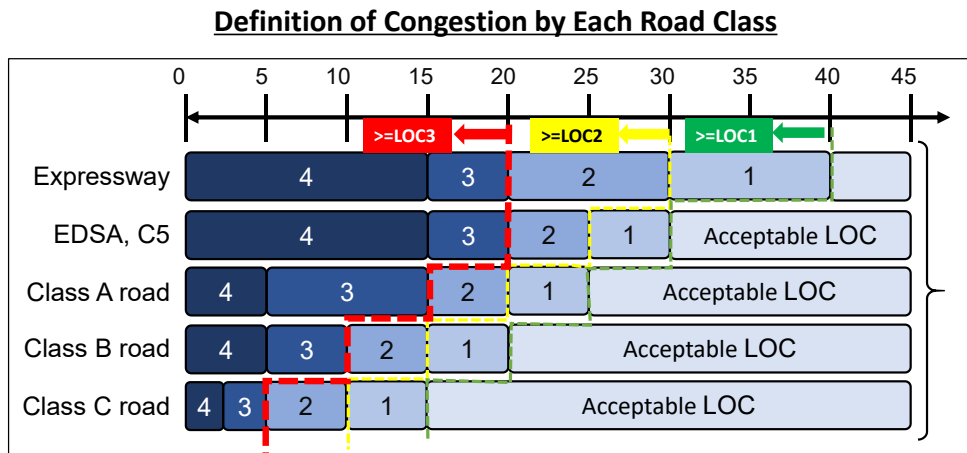 Definition of Congestion by Each Road Class
0 5 10 15 20 25 30 35 40 45
>=LOC3 >=LOC2 >=LOC1
Expressway 4 3 2 1
EDSA, C5 4 3 2 1 Acceptable LOC
Class A road 4 3 2 1 Acceptable LOC
Class B road 4 3 2 1 Acceptable LOC
Class C road 4 3 2 1 Acceptable LOC